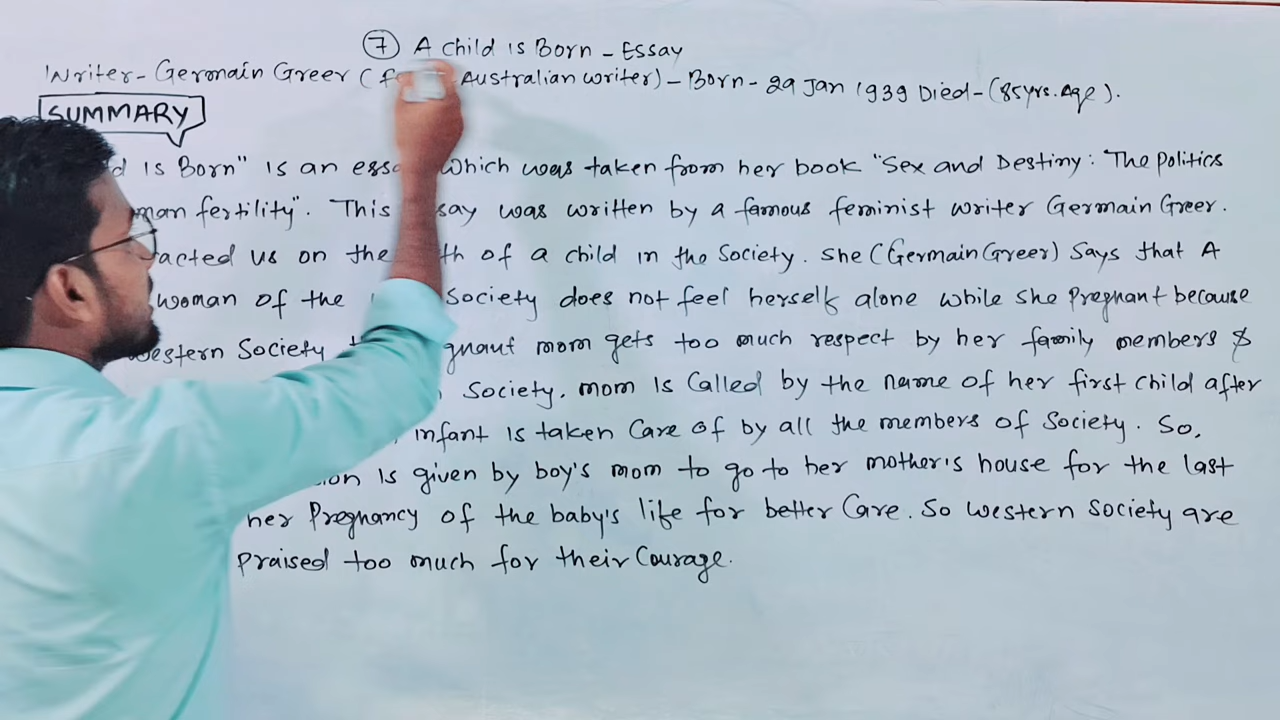 7 A child is Born - Essay
Writer - Germain Greer ( Australian writer) - Born - 29 Jan 1939 Died - (85yrs. Age).
SUMMARY
is Born" is an which was taken from her book "Sex and Destiny: The Politics
fertility". This was written by a famous feminist writer Germain Greer.
us on the of a child in the Society. She (Germain Greer) Says that A
woman of the Society does not feel herself alone while she Pregnant because
western Society mom gets too much respect by her family members &
Society. mom is Called by the name of her first child after
infant is taken Care of by all the members of Society. So,
is given by boy's mom to go to her mother's house for the last
her Pregnancy of the baby's life for better Care. So western society are
Praised too much for their Courage.